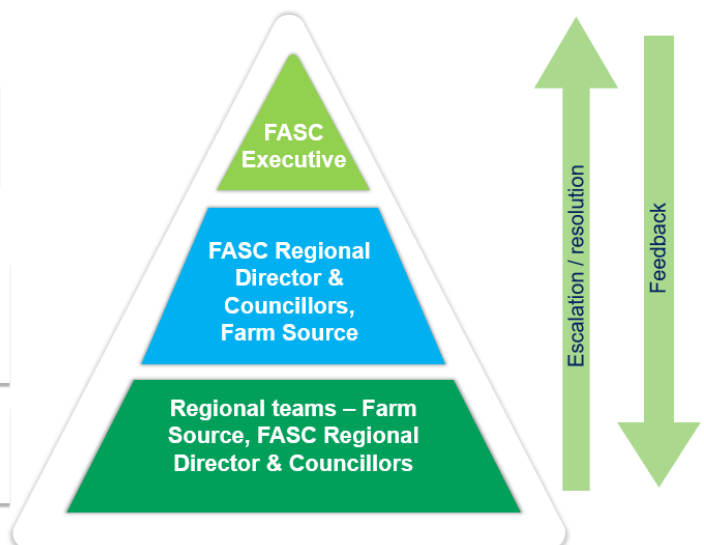 FASC
Executive
FASC Regional
Director &
Councillors,
Farm Source
Regional teams – Farm
Source, FASC Regional
Director & Councillors
Escalation / resolution
Feedback